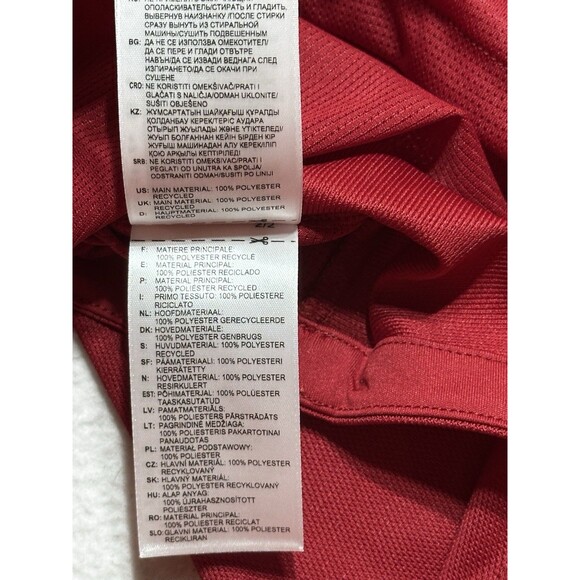 ОПОЛАСКИВАТЕЛЬ/СТИРАТЬ И ГЛАДИТЬ,
ВЫВЕРНУВ НАИЗНАНКУ /ПОСЛЕ СТИРКИ
СРАЗУ ВЫНУТЬ ИЗ СТИРАЛЬНОЙ
МАШИНЫ/СУШИТЬ ПОДВЕШЕННЫМ
BG: ДА НЕ СЕ ИЗПОЛЗВА ОМЕКОТИТЕЛ/
ДА СЕ ПЕРЕ И ГЛАДИ ОТВЪТРЕ
НАВЪН/ДА СЕ ИЗВАДИ ВЕДНАГА СЛЕД
ИЗПИРАНЕТО/ДА СЕ ОКАЧИ ПРИ
СУШЕНЕ
CRO: NE KORISTITI OMEKŠIVAČ/PRATI I
GLAČATI S NALIČJA/ODMAH UKLONITE/
SUŠITI OBJEŠENO
KZ: ЖҰМСАРТАТЫН ШАЙҚАҒЫШ ҚҰРАЛДЫ
ҚОЛДАНБАУ КЕРЕК/ТЕРІС АУДАРА
ОТЫРЫП ЖУЫЛАДЫ ЖӘНЕ ҮТІКТЕЛЕДІ/
ЖУЫП БОЛҒАННАН КЕЙІН БІРДЕН КІР
ЖУҒЫШ МАШИНАДАН АЛУ КЕРЕК/ІЛІП
ҚОЮ АРҚЫЛЫ КЕПТІРІЛЕДІ
SRB: NE KORISTITI OMEKŠIVAČ/PRATI I
PEGLATI OD UNUTRA KA SPOLJA/
ODSTRANITI ODMAH/SUŠITI PO LINIJI
US: MAIN MATERIAL: 100% POLYESTER
RECYCLED
UK: MAIN MATERIAL: 100% POLYESTER
RECYCLED
D: HAUPTMATERIAL: 100% POLYESTER
F: MATIERE PRINCIPALE:
100% POLYESTER RECYCLÉ
E: MATERIAL PRINCIPAL:
100% POLIESTER RECICLADO
P: MATERIAL PRINCIPAL:
100% POLYESTER RECYCLED
I: PRIMO TESSUTO: 100% POLIESTERE
RICICLATO
NL: HOOFDMATERIAAL:
100% POLYESTER GERECYCLEERDE
DK: HOVEDMATERIALE:
100% POLYESTER GENBRUGS
S: HUVUDMATERIAL: 100% POLYESTER
RECYCLED
SF: PÄÄMATERIAALI: 100% POLYESTERI
KIERRÄTETTY
N: HOVEDMATERIAL: 100% POLYESTER
RESIRKULERT
EST: PÕHIMATERJAL: 100% POLÜESTER
TAASKASUTATUD
LV: PAMATMATERIĀLS:
100% POLIESTERS PĀRSTRĀDĀTS
LT: PAGRINDINĖ MEDŽIAGA:
100% POLIESTERIS PAKARTOTINAI
PANAUDOTAS
PL: MATERIAŁ PODSTAWOWY:
100% POLIESTER RECYKLOWANY
CZ: HLAVNÍ MATERIÁL: 100% POLYESTER
RECYKLOVANÝ
SK: HLAVNÝ MATERIÁL:
100% POLYESTER RECYKLOVANÝ
HU: ALAP ANYAG:
100% ÚJRAHASZNOSÍTOTT
POLIÉSZTER
RO: MATERIAL PRINCIPAL:
100% POLIESTER RECICLAT
SLO: GLAVNI MATERIAL: 100% POLIESTER
RECIKLIRAN